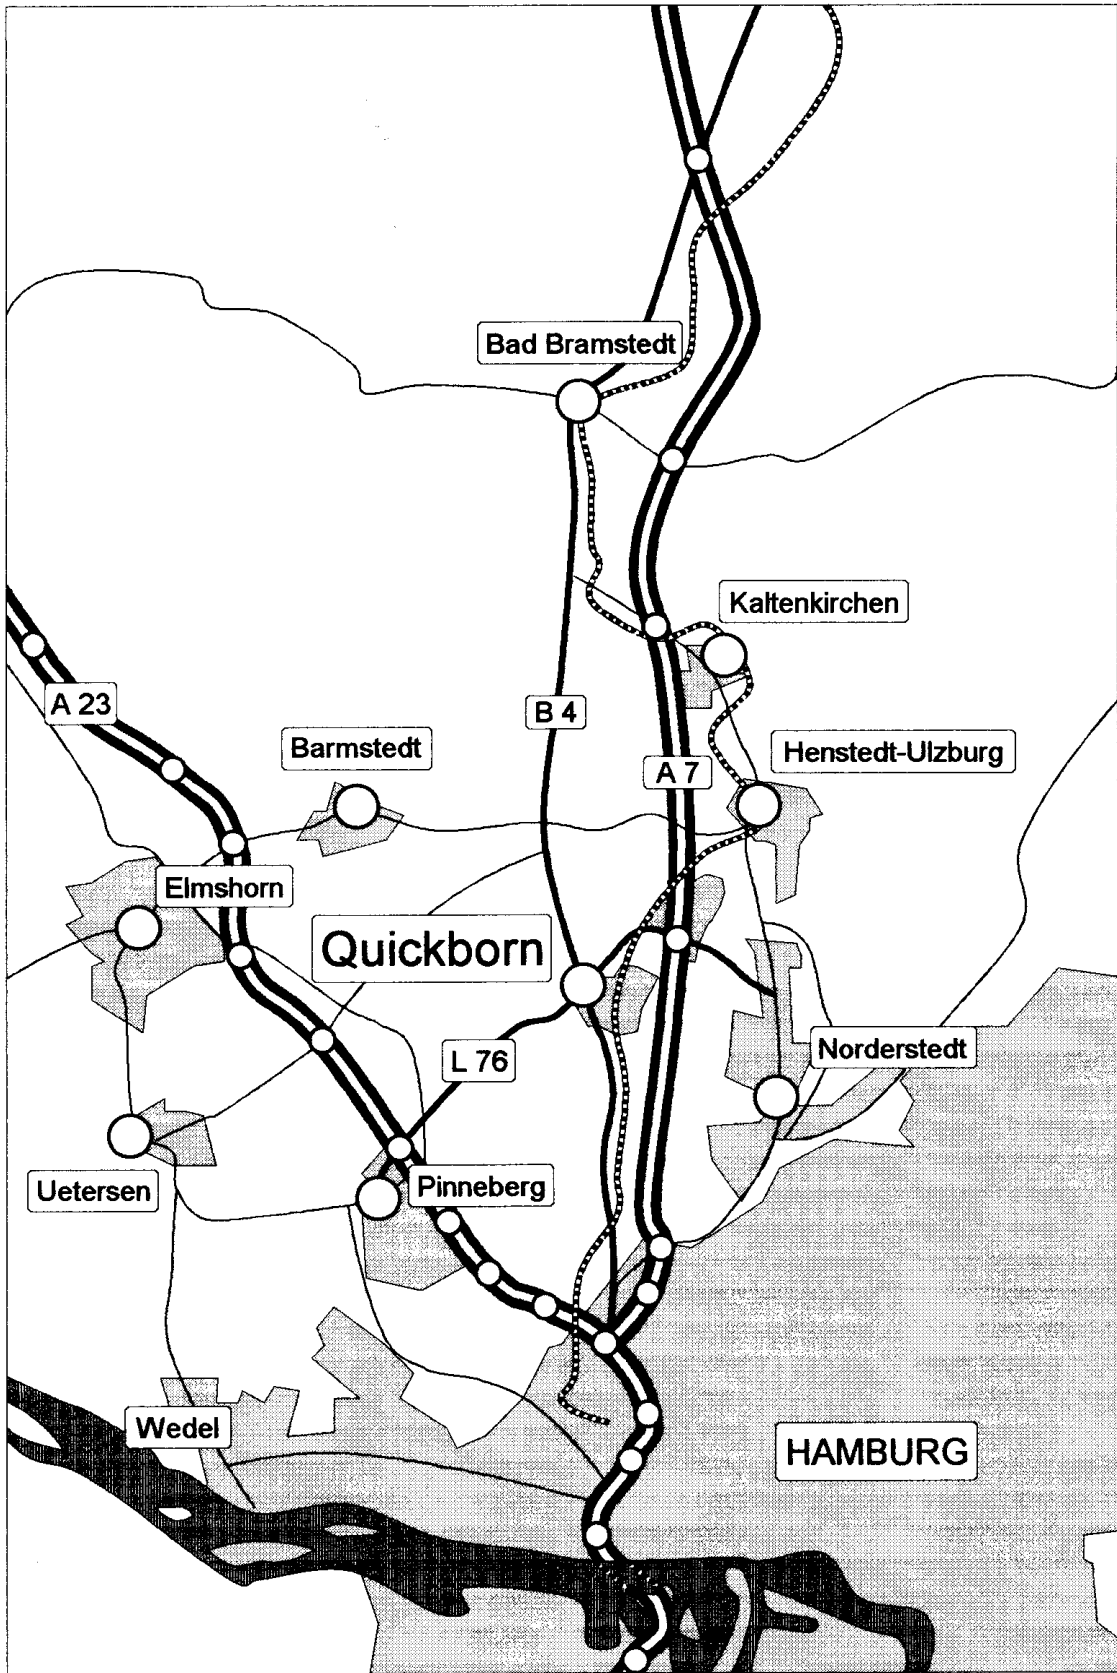 Bad Bramstedt
Kaltenkirchen
A 23
B 4
Barmstedt
Henstedt-Ulzburg
A 7
Elmshorn
Quickborn
Norderstedt
L 76
Uetersen
Pinneberg
Wedel
HAMBURG